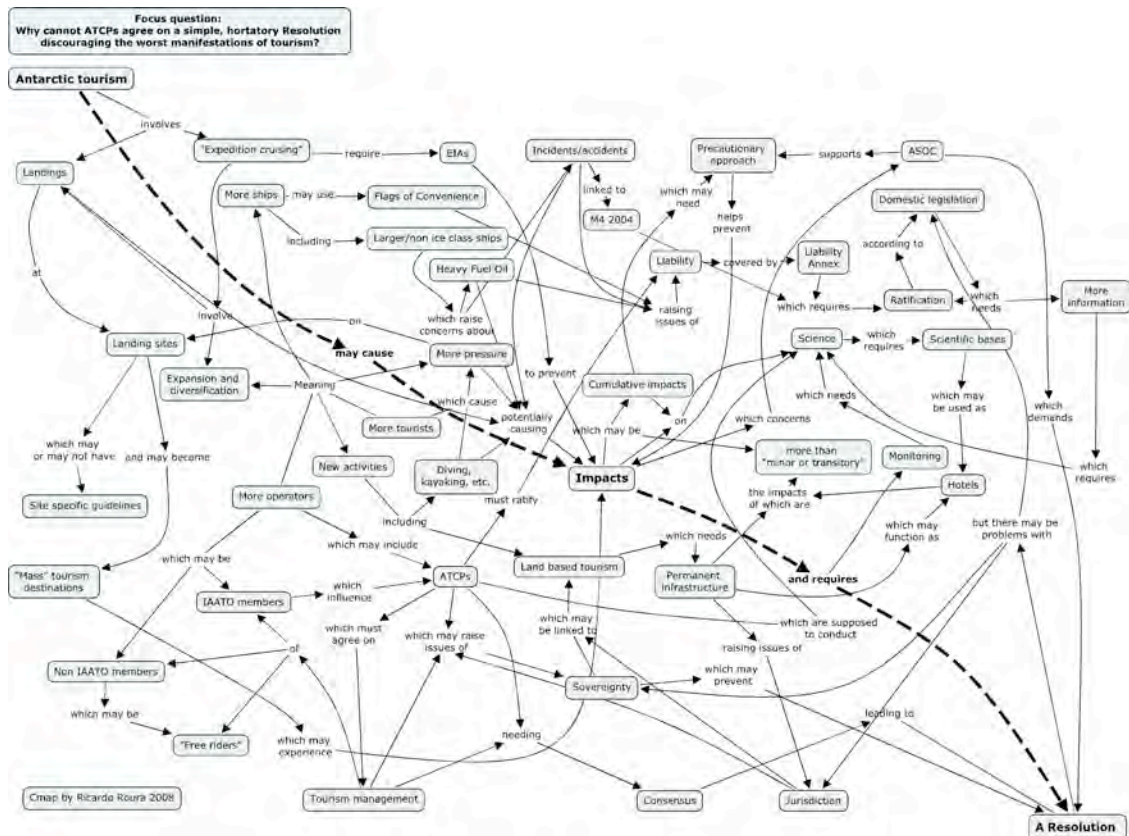 Focus question:
Why cannot ATCPs agree on a simple, hortatory Resolution
discouraging the worst manifestations of tourism?
Antarctic tourism
involves
"Expedition cruising"
require
EIAs
Incidents/accidents
Precautionary
approach
supports
ASOC
Landings
More ships
may use
Flags of Convenience
linked to
which may
need
M4 2004
helps
prevent
Domestic legislation
including
Larger/non ice class ships
according to
at
Heavy Fuel Oil
Liability
covered by
Liability
Annex
Ratification
which
needs
More
information
which raise
concerns about
raising
issues of
which requires
involve
on
Landing sites
may cause
More pressure
Science
which
requires
Scientific bases
Expansion and
diversification
Meaning
to prevent
Cumulative impacts
which needs
which may
be used as
which cause
potentially
causing
which may be
on
which concerns
which
demands
More tourists
which may
or may not have
and may become
New activities
Diving,
kayaking, etc.
Impacts
more than
"minor or transitory"
Monitoring
which
requires
Site specific guidelines
More operators
must ratify
the impacts
of which are
Hotels
including
which may
function as
but there may be
problems with
which may be
which may include
which needs
"Mass" tourism
destinations
Land based tourism
Permanent
infrastructure
and requires
ATCPs
IAATO members
which
influence
which must
agree on
which may raise
issues of
which may
be linked to
which are supposed
to conduct
raising issues of
of
Non IAATO members
Sovereignty
which may
prevent
which may be
leading to
"Free riders"
which may
experience
needing
Cmap by Ricardo Roura 2008
Tourism management
Consensus
Jurisdiction
A Resolution